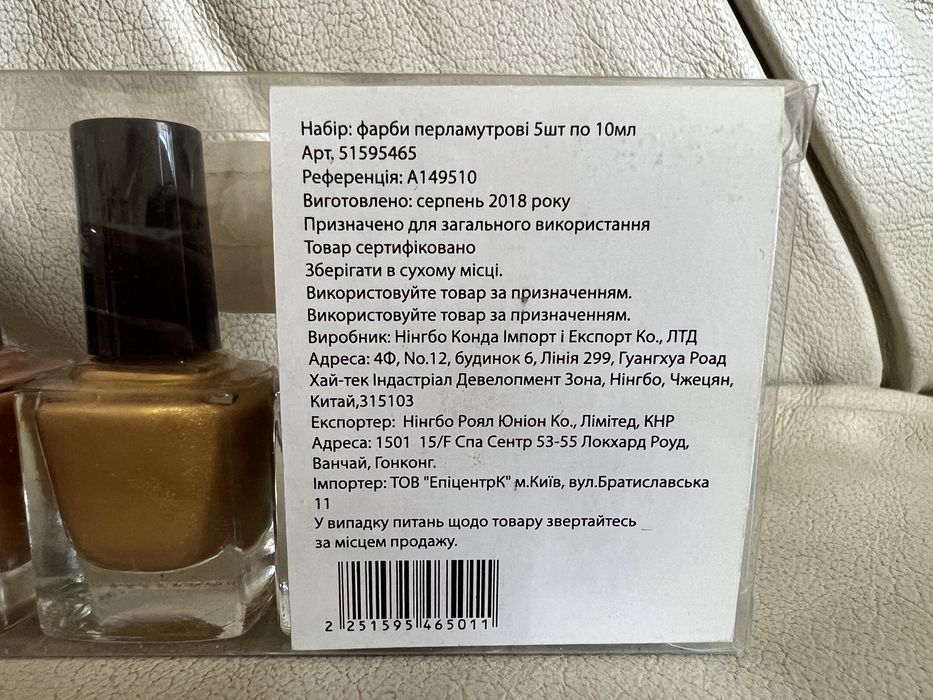 Набір: фарби перламутрові 5шт по 10мл
Арт. 51595465
Референція: А149510
Виготовлено: серпень 2018 року
Призначено для загального використання
Товар сертифіковано
Зберігати в сухому місці.
Використовуйте товар за призначенням.
Використовуйте товар за призначенням.
Виробник: Нінгбо Конда Імпорт і Експорт Ко., ЛТД
Адреса: 4Ф, No.12, будинок 6, Лінія 299, Гуангхуа Роад
Хай-тек Індастріал Девелопмент Зона, Нінгбо, Чжецян,
Китай,315103
Експортер: Нінгбо Роял Юніон Ко., Лімітед, КНР
Адреса: 1501 15/F Спа Сентр 53-55 Локхард Роуд,
Ванчай, Гонконг.
Імпортер: ТОВ "ЕпіцентрК" м.Київ, вул.Братиславська
11
У випадку питань щодо товару звертайтесь _
за місцем продажу.
2 251595 465011